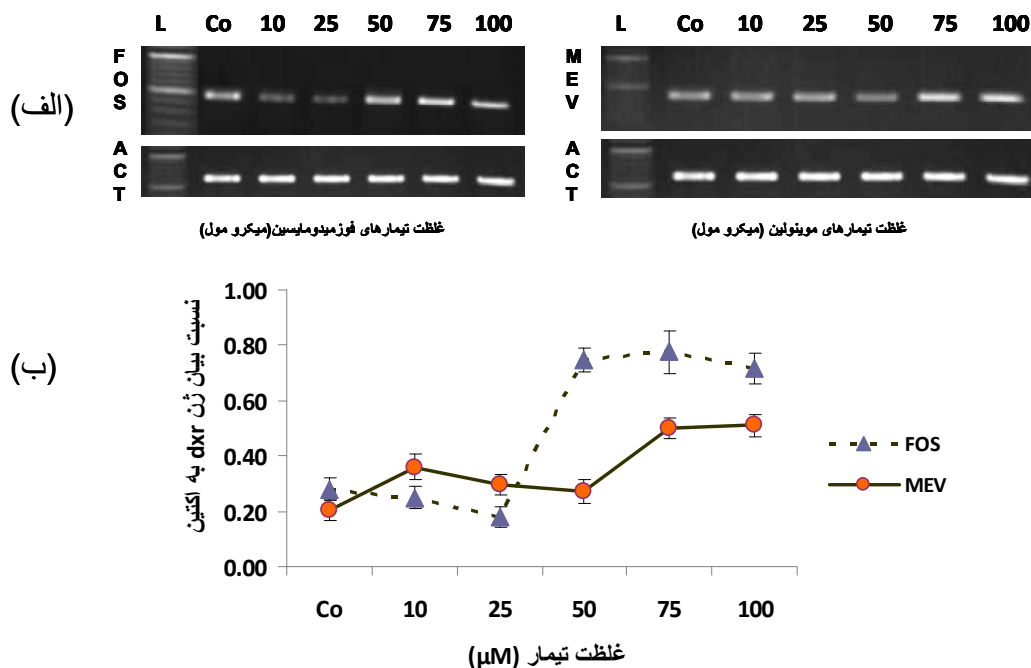 L Co 10 25 50 75 100
L Co 10 25 50 75 100
FOS
MEV
(الف)
ACT
ACT
غلظت تیمارهای فوزمیدومایسین(میکرو مول)
غلظت تیمارهای موینولین (میکرو مول)
(ب)
نسبت بیان ژن dxr به اکتین
1.00
0.80
0.60
0.40
0.20
0.00
FOS
MEV
Co 10 25 50 75 100
غلظت تیمار (µM)